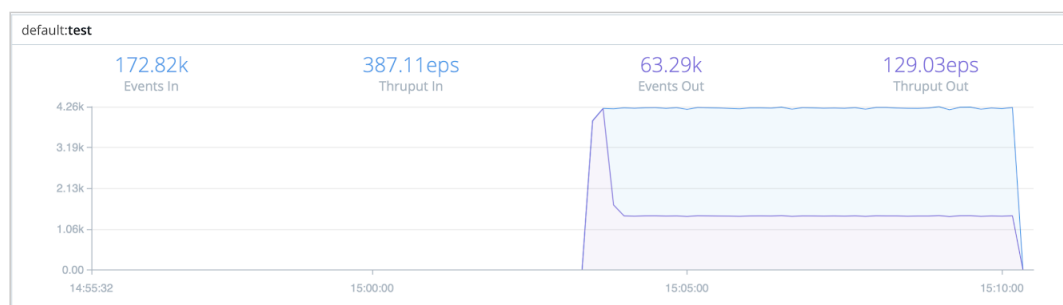 default:test
172.82k 387.11eps 63.29k 129.03eps
Events In Thruput In Events Out Thruput Out
4.26k
3.19k
2.13k
1.06k
0.00
14:55:32 15:00:00 15:05:00 15:10:00